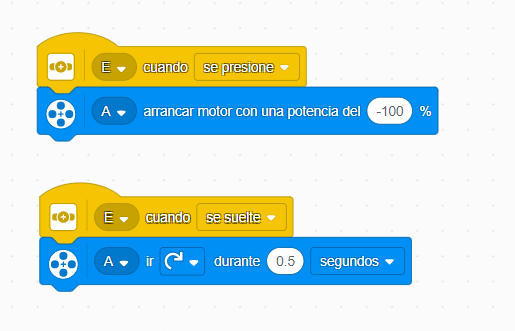 E cuando se presione
A arrancar motor con una potencia del -100 %
E cuando se suelte
A ir durante 0.5 segundos